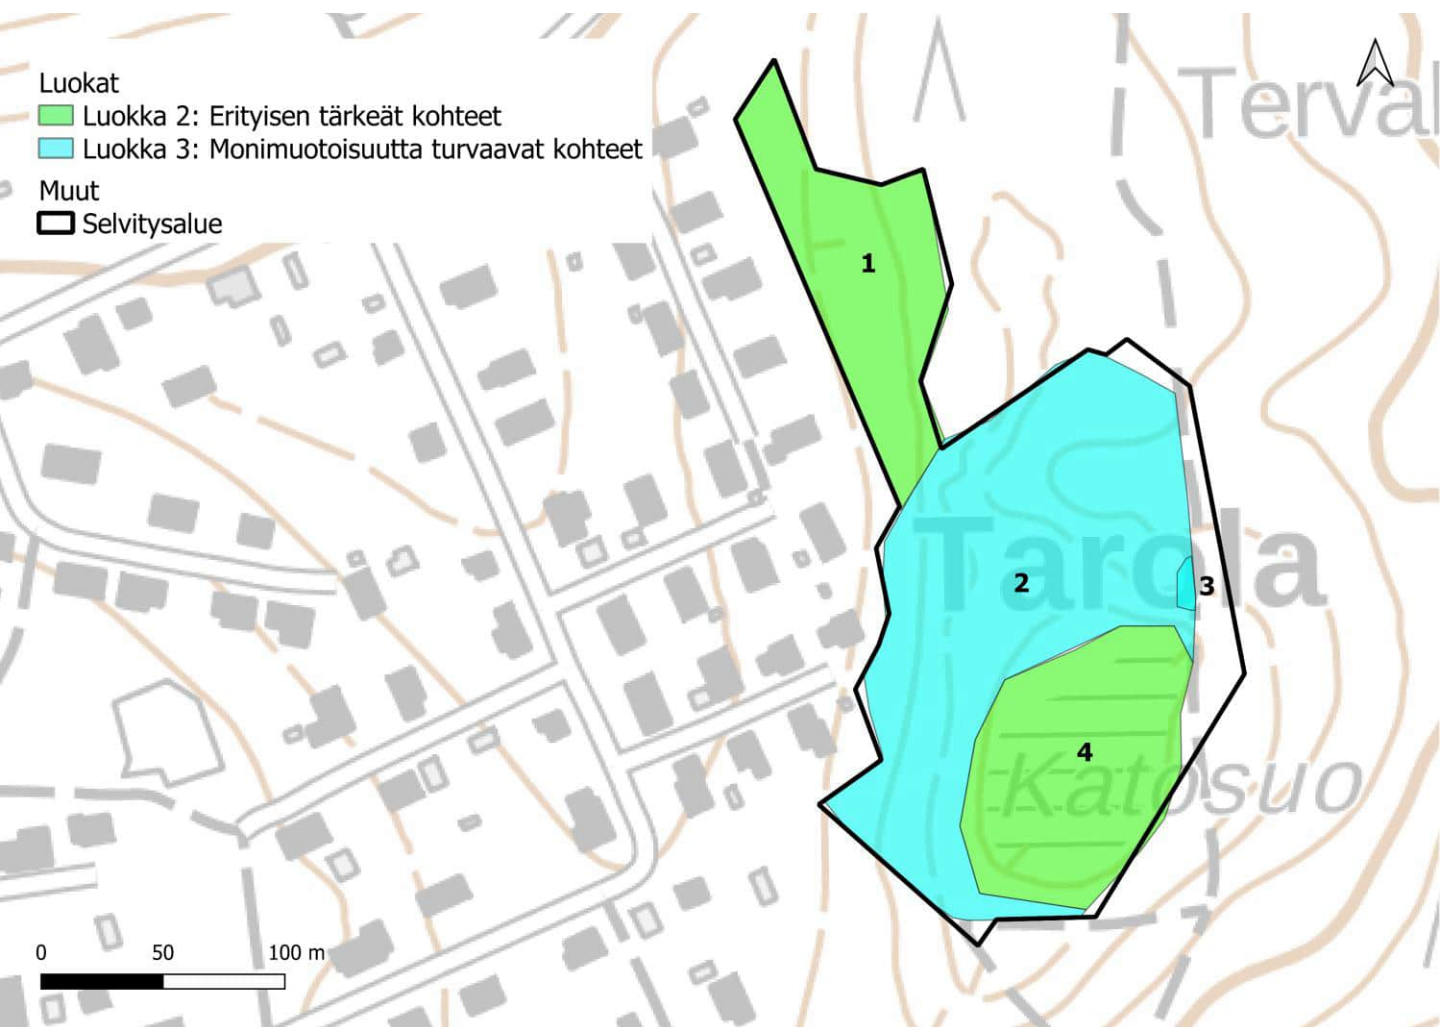 Luokat
Luokka 2: Erityisen tärkeät kohteet
Luokka 3: Monimuotoisuutta turvaavat kohteet
Muut
Selvitysalue
Terval
1
Tarola
2
3
4
Katosuo
0 50 100 m